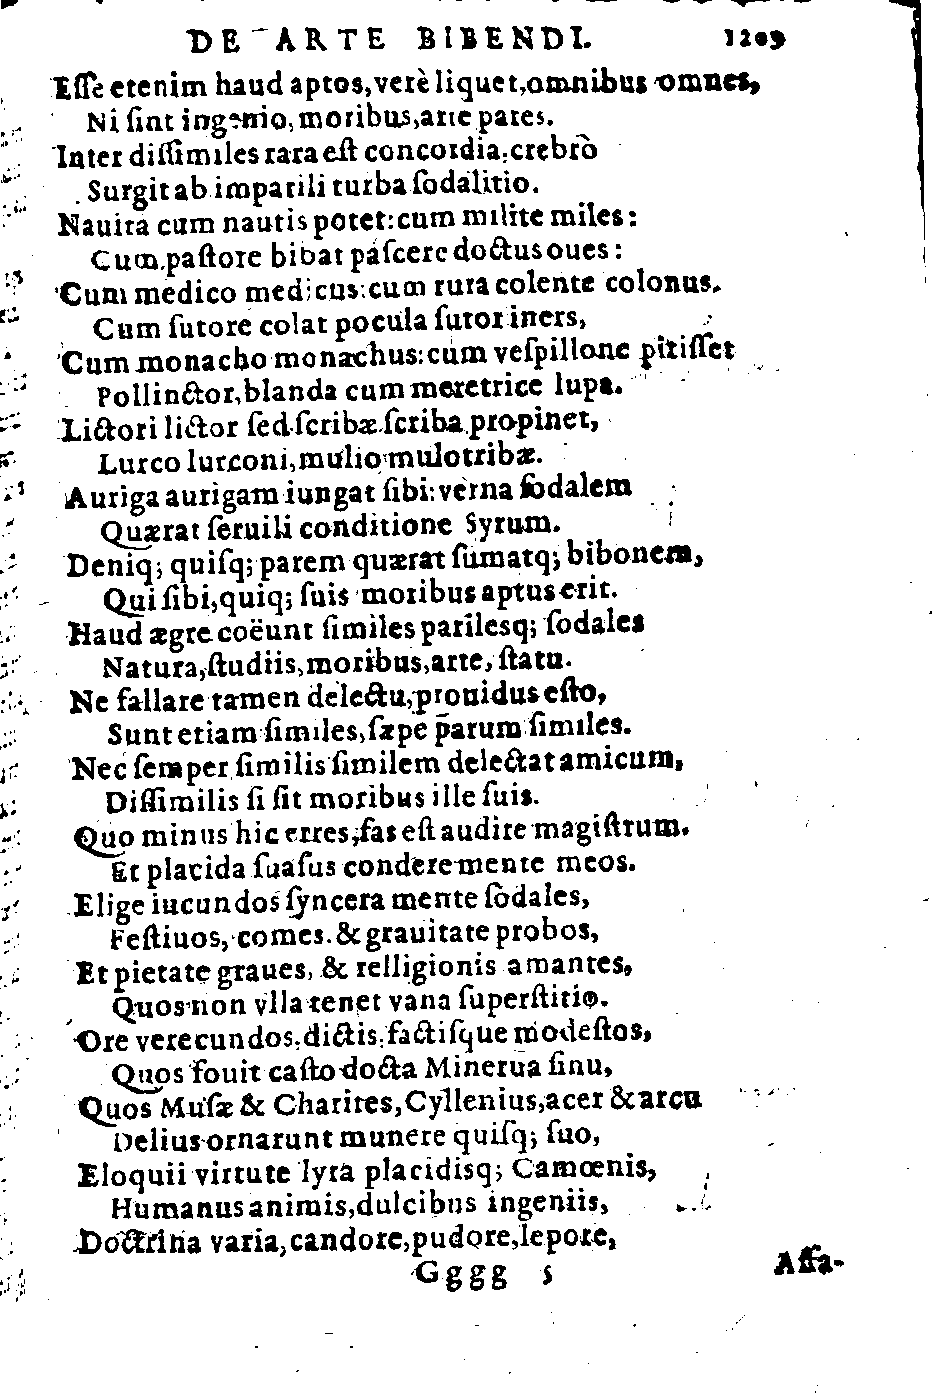 DE ARTE BIBENDI. 1209
Eſſe etenim haud aptos, verè liquet, omnibus omnes,
Ni ſint ingenio, moribus, arte pares.
Inter diſſimiles rara eſt concordia: crebrò
Surgit ab imparili turba ſodalitio.
Nauita cum nautis potet: cum milite miles:
Cum paſtore bibat paſcere doctus oues:
Cum medico medicus: cum rura colente colonus.
Cum ſutore colat pocula ſutor iners,
Cum monacho monachus: cum veſpillone pitiſſet
Pollinctor, blanda cum meretrice lupa.
Lictori lictor ſed ſcribæ ſcriba propinet,
Lurco lurconi, mulio mulotribæ.
Auriga aurigam iungat ſibi: verna ſodalem
Quærat ſeruili conditione Syrum.
Deniq; quiſq; parem quærat ſumatq; bibonem,
Qui ſibi, quiq; ſuis moribus aptus erit.
Haud ægre coëunt ſimiles parilesq; ſodales
Natura, ſtudiis, moribus, arte, ſtatu.
Ne fallare tamen delectu, prouidus eſto,
Sunt etiam ſimiles, ſæpe parum ſimiles.
Nec ſemper ſimilis ſimilem delectat amicum,
Diſſimilis ſi ſit moribus ille ſuis.
Quo minus hic erres, fas eſt audire magiſtrum.
Et placida ſuaſus condere mente meos.
Elige iucundos ſyncera mente ſodales,
Feſtiuos, comes. & grauitate probos,
Et pietate graues, & relligionis amantes,
Quos non vlla tenet vana ſuperſtitio.
Ore verecundos, dictis, factiſque modeſtos,
Quos fouit caſto docta Minerua ſinu,
Quos Muſæ & Charites, Cyllenius, acer & arcu
Delius ornarunt munere quiſq; ſuo,
Eloquii virtute lyra placidisq; Camœnis,
Humanus animis, dulcibus ingeniis,
Doctrina varia, candore, pudore, lepore,
Gggg 5 Affa-